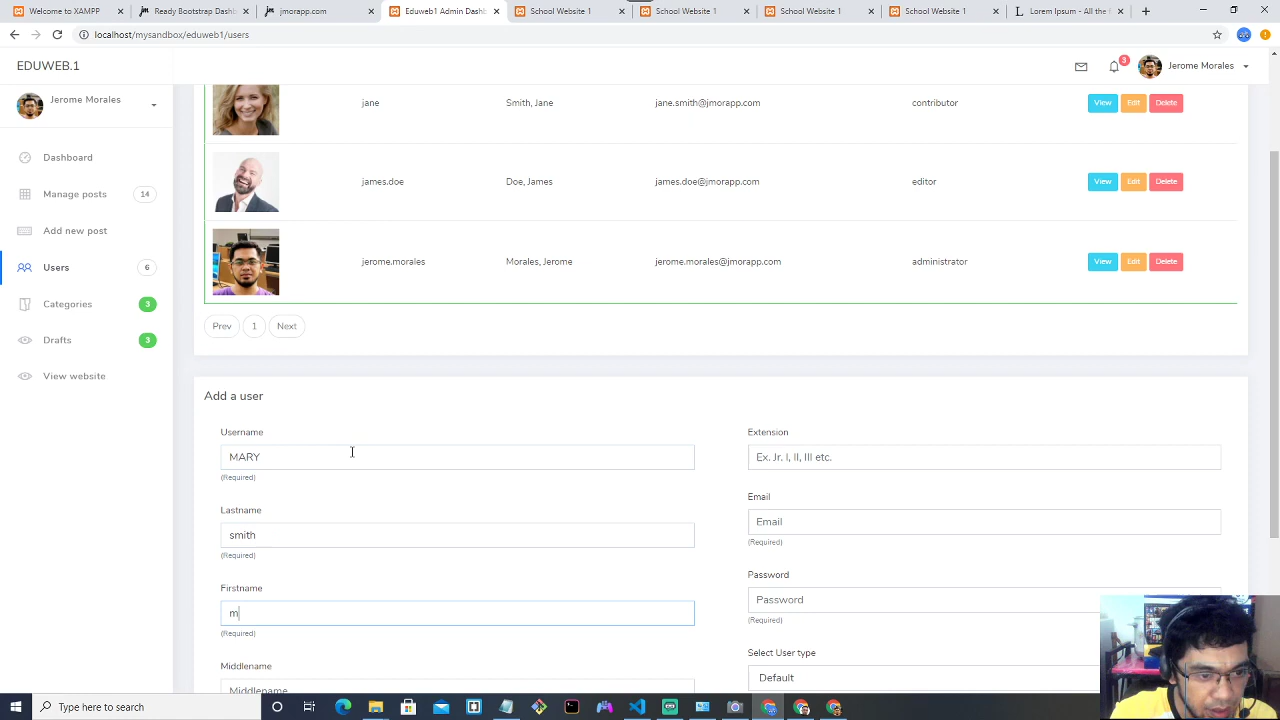 Welcome to XAMPP
Ready Bootstrap Dashb
jmorapp.com
Eduweb1 Admin Dashb
School Website 1
School Website 1
School Website 1
School Website 1
Lorem Ipsum - All the f
localhost/mysandbox/eduweb1/users
EDUWEB.1
3
Jerome Morales
Jerome Morales
Dashboard
Manage posts 14
Add new post
Users 6
Categories 3
Drafts 3
View website
jane Smith, Jane jane.smith@jmorapp.com contributor View Edit Delete
james.doe Doe, James james.doe@jmorapp.com editor View Edit Delete
jerome.morales Morales, Jerome jerome.morales@jmorapp.com administrator View Edit Delete
Prev 1 Next
Add a user
Username
MARY
(Required)
Lastname
smith
(Required)
Firstname
m
(Required)
Middlename
Middlename
Extension
Ex. Jr. I, II, III etc.
Email
Email
(Required)
Password
Password
(Required)
Select User type
Default
Type here to search